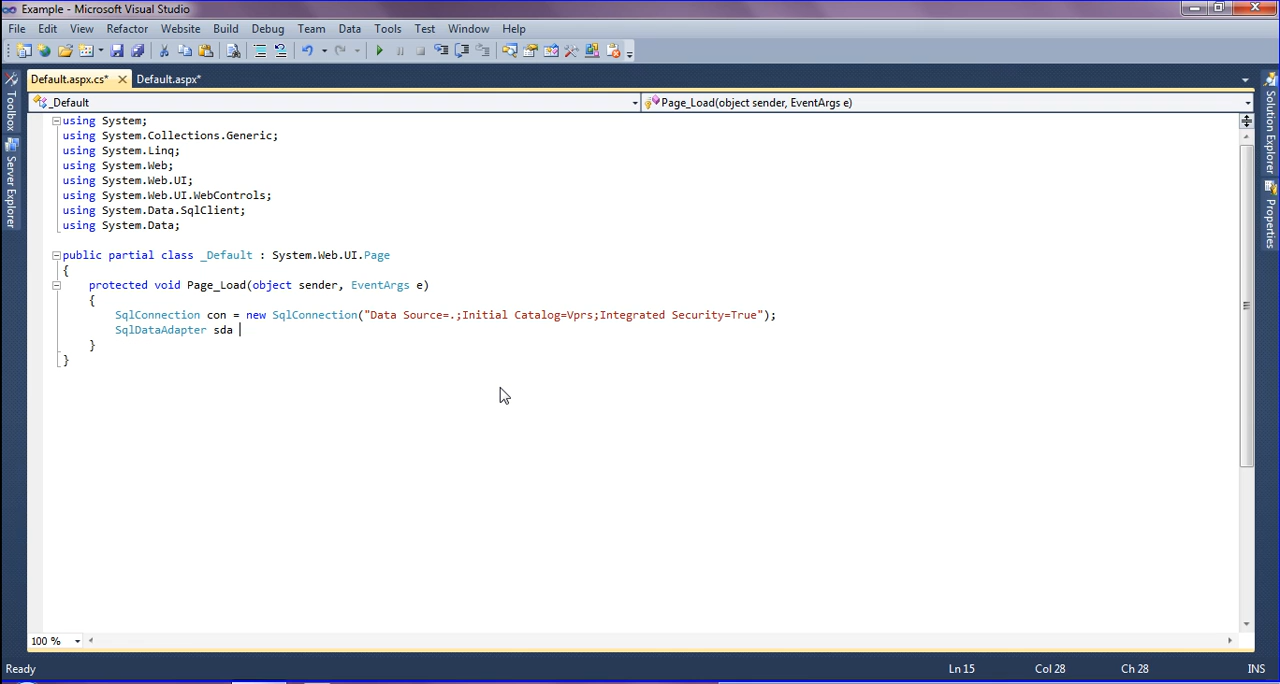 Example - Microsoft Visual Studio
File Edit View Refactor Website Build Debug Team Data Tools Test Window Help
Default.aspx.cs* Default.aspx*
_Default Page_Load(object sender, EventArgs e)
Toolbox
Server Explorer
using System;
using System.Collections.Generic;
using System.Linq;
using System.Web;
using System.Web.UI;
using System.Web.UI.WebControls;
using System.Data.SqlClient;
using System.Data;
public partial class _Default : System.Web.UI.Page
{
protected void Page_Load(object sender, EventArgs e)
{
SqlConnection con = new SqlConnection("Data Source=.;Initial Catalog=Vprs;Integrated Security=True");
SqlDataAdapter sda
}
}
Solution Explorer
Properties
100 %
Ready Ln 15 Col 28 Ch 28 INS